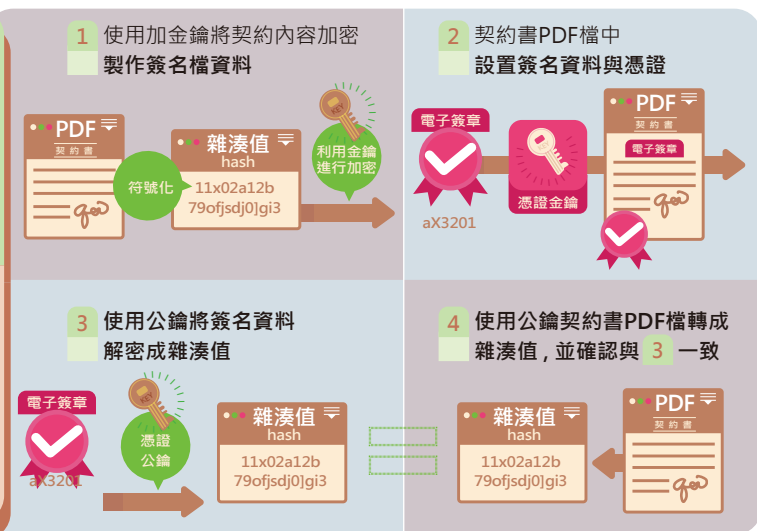 1 使用加金鑰將契約內容加密
製作簽名檔資料
PDF
契約書
符號化
雜湊值
hash
11x02a12b
79ofjsdj0]gi3
KEY
利用金鑰
進行加密
2 契約書PDF檔中
設置簽名資料與憑證
電子簽章
aX3201
憑證金鑰
PDF
契約書
電子簽章
3 使用公鑰將簽名資料
解密成雜湊值
電子簽章
aX3201
KEY
憑證
公鑰
雜湊值
hash
11x02a12b
79ofjsdj0]gi3
4 使用公鑰契約書PDF檔轉成
雜湊值 , 並確認與 3 一致
雜湊值
hash
11x02a12b
79ofjsdj0]gi3
PDF
契約書